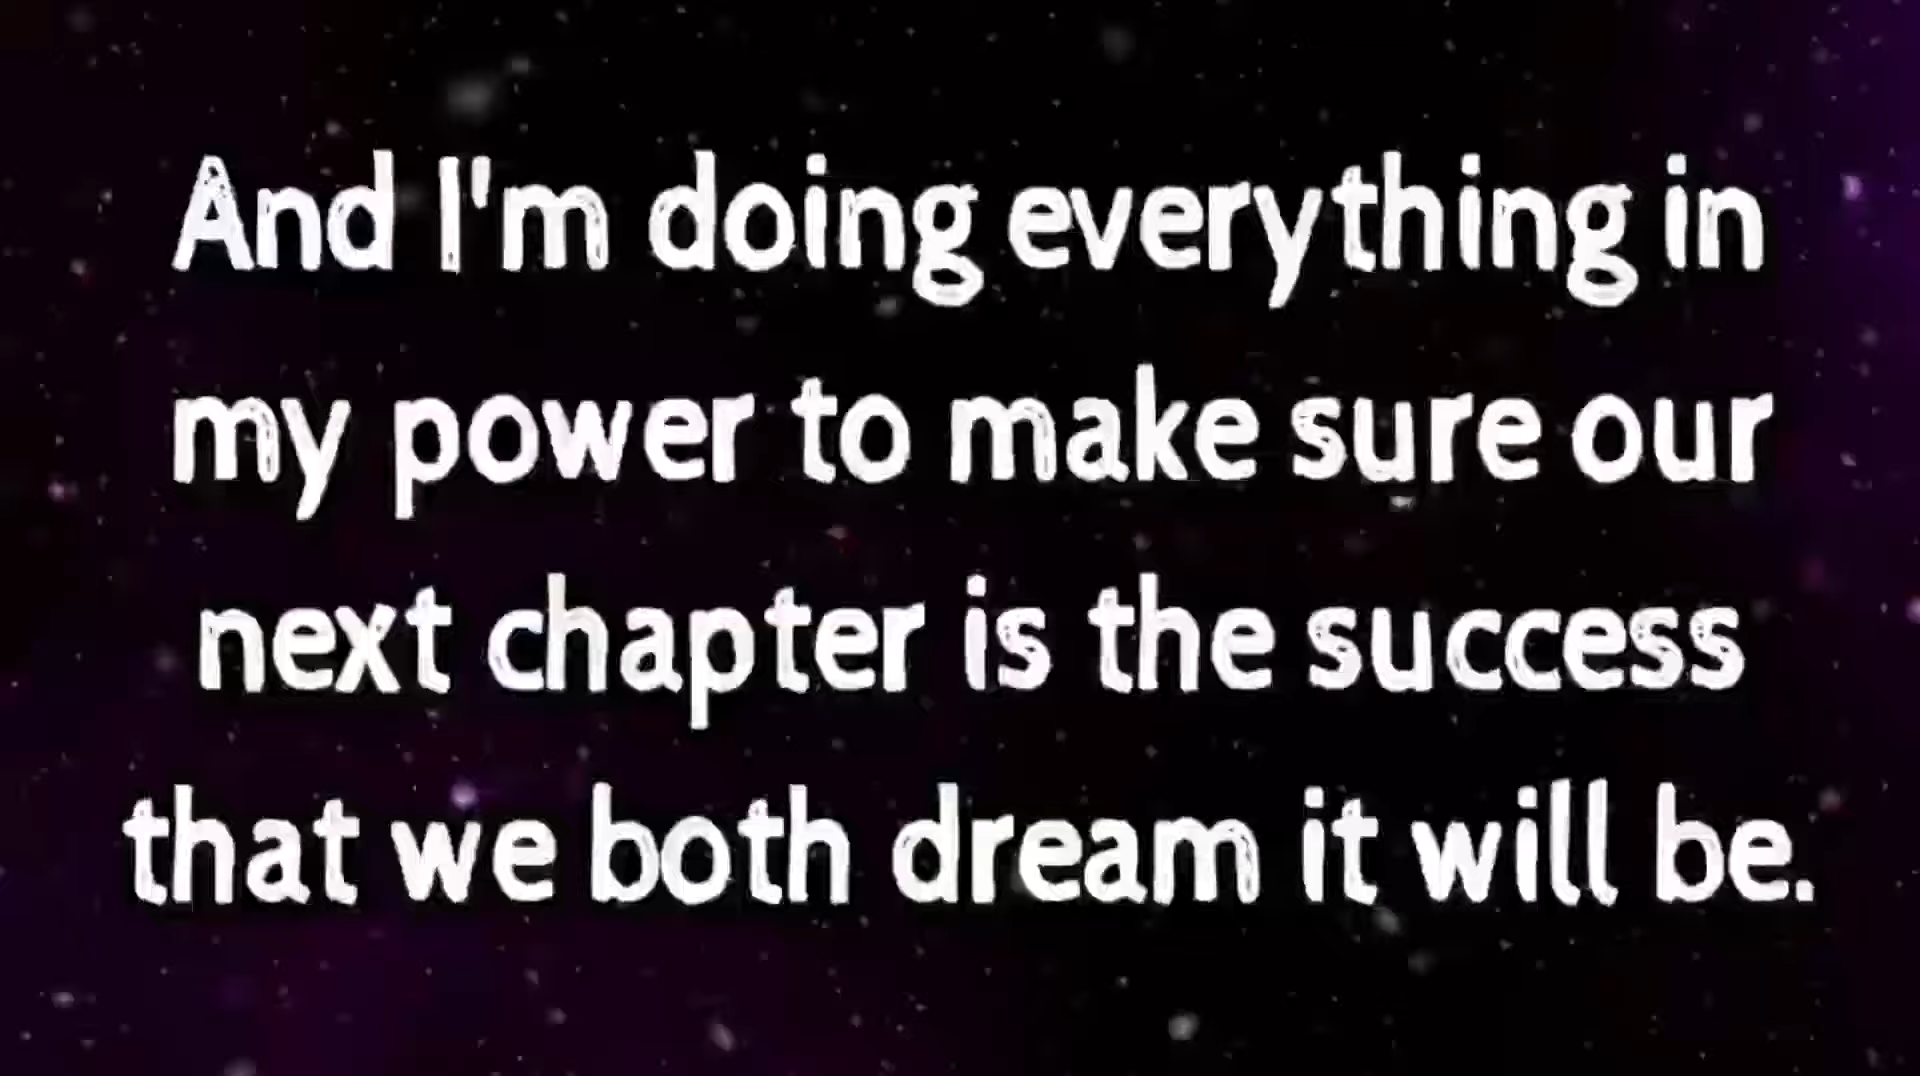 And I'm doing everything in
my power to make sure our
next chapter is the success
that we both dream it will be.